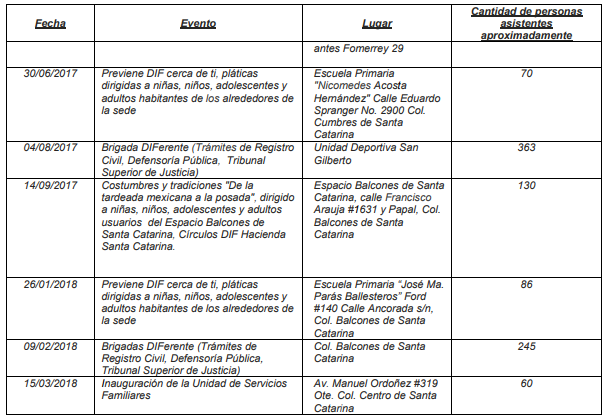 Fecha
Evento
Lugar
Cantidad de personas
asistentes
aproximadamente
antes Fomerrey 29
30/06/2017
Previene DIF cerca de ti, pláticas
dirigidas a niñas, niños, adolescentes y
adultos habitantes de los alrededores de
la sede
Escuela Primaria
"Nicomedes Acosta
Hernández" Calle Eduardo
Spranger No. 2900 Col.
Cumbres de Santa
Catarina
70
04/08/2017
Brigada DIFerente (Trámites de Registro
Civil, Defensoría Pública, Tribunal
Superior de Justicia)
Unidad Deportiva San
Gilberto
363
14/09/2017
Costumbres y tradiciones "De la
tardeada mexicana a la posada", dirigido
a niñas, niños, adolescentes y adultos
usuarios del Espacio Balcones de
Santa Catarina, Círculos DIF Hacienda
Santa Catarina.
Espacio Balcones de Santa
Catarina, calle Francisco
Arauja #1631 y Papal, Col.
Balcones de Santa
Catarina
130
26/01/2018
Previene DIF cerca de ti, pláticas
dirigidas a niñas, niños, adolescentes y
adultos habitantes de los alrededores de
la sede
Escuela Primaria "José Ma.
Parás Ballesteros" Ford
#140 Calle Ancorada s/n,
Col. Balcones de Santa
Catarina
86
09/02/2018
Brigadas DIFerente (Trámites de
Registro Civil, Defensoría Pública,
Tribunal Superior de Justicia)
Col. Balcones de Santa
Catarina
245
15/03/2018
Inauguración de la Unidad de Servicios
Familiares
Av. Manuel Ordoñez #319
Ote. Col. Centro de Santa
Catarina
60